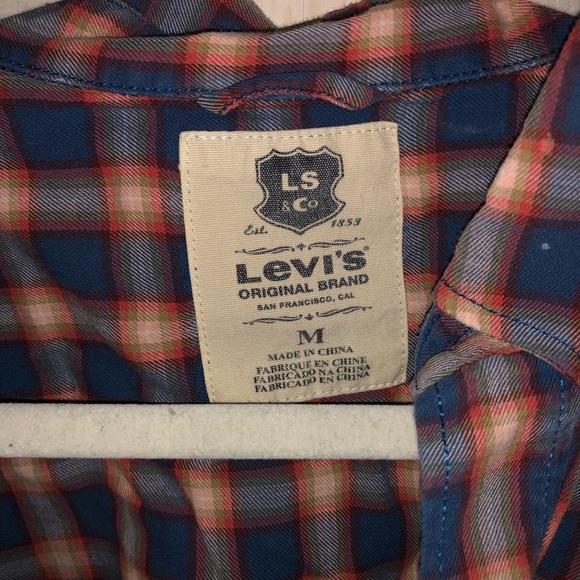 LS
& Co
Est. 1853
Levi's®
ORIGINAL BRAND
SAN FRANCISCO, CAL
M
MADE IN CHINA
FABRIQUE EN CHINE
FABRICADO NA CHINA
FABRICADO EN CHINA